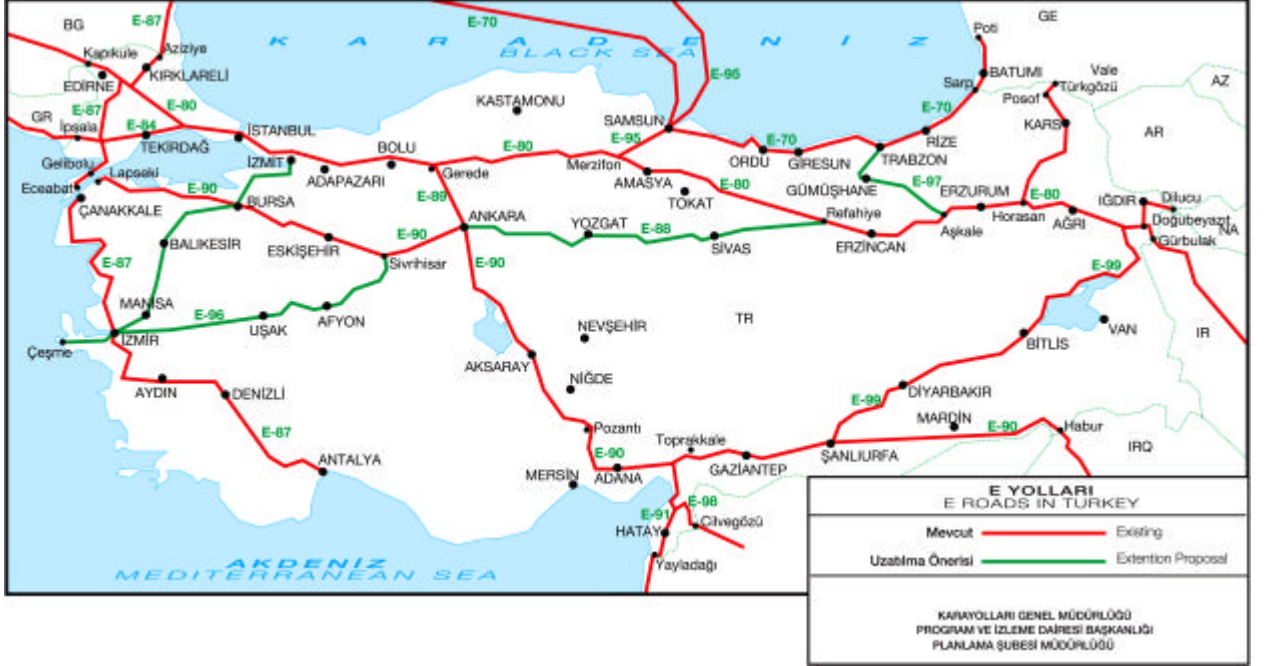 BG
E-87
E-70
GE
Poti
K A R A D E N İ Z
BLACK SEA
Kapıkule
Aziziye
EDİRNE
KIRKLARELİ
E-95
BATUMI
Sarp
Vale
Türkgözü
Posof
AZ
GR
İpsala
E-87
E-80
E-84
TEKİRDAĞ
İSTANBUL
KASTAMONU
SAMSUN
E-95
E-70
ORDU
GİRESUN
E-70
RİZE
TRABZON
KARS
AR
Gelibolu
Lapseki
Eceabat
ÇANAKKALE
E-90
İZMİT
ADAPAZARI
BOLU
Gerede
E-80
Merzifon
AMASYA
TOKAT
E-80
GÜMÜŞHANE
E-97
ERZURUM
Horasan
E-80
IĞDIR
Dilucu
Doğubeyazıt
NA
Gürbulak
BURSA
E-89
ANKARA
YOZGAT
E-88
SİVAS
Refahiye
ERZİNCAN
Aşkale
AĞRI
BALIKESİR
ESKİŞEHİR
E-90
Sivrihisar
E-87
E-90
E-99
MANİSA
E-96
UŞAK
AFYON
İZMİR
Çeşme
NEVŞEHİR
TR
VAN
IR
BİTLİS
AKSARAY
NİĞDE
AYDIN
DENİZLİ
DİYARBAKIR
E-99
MARDİN
E-90
Habur
E-87
Pozantı
Toprakkale
E-90
ADANA
GAZİANTEP
ŞANLIURFA
IRQ
ANTALYA
MERSİN
E-91
E-98
HATAY
Cilvegözü
Yayladağı
AKDENİZ
MEDITERRANEAN SEA
E YOLLARI
E ROADS IN TURKEY
Mevcut Existing
Uzatılma Önerisi Extention Proposal
KARAYOLLARI GENEL MÜDÜRLÜĞÜ
PROGRAM VE İZLEME DAİRESİ BAŞKANLIĞI
PLANLAMA ŞUBESİ MÜDÜRLÜĞÜ